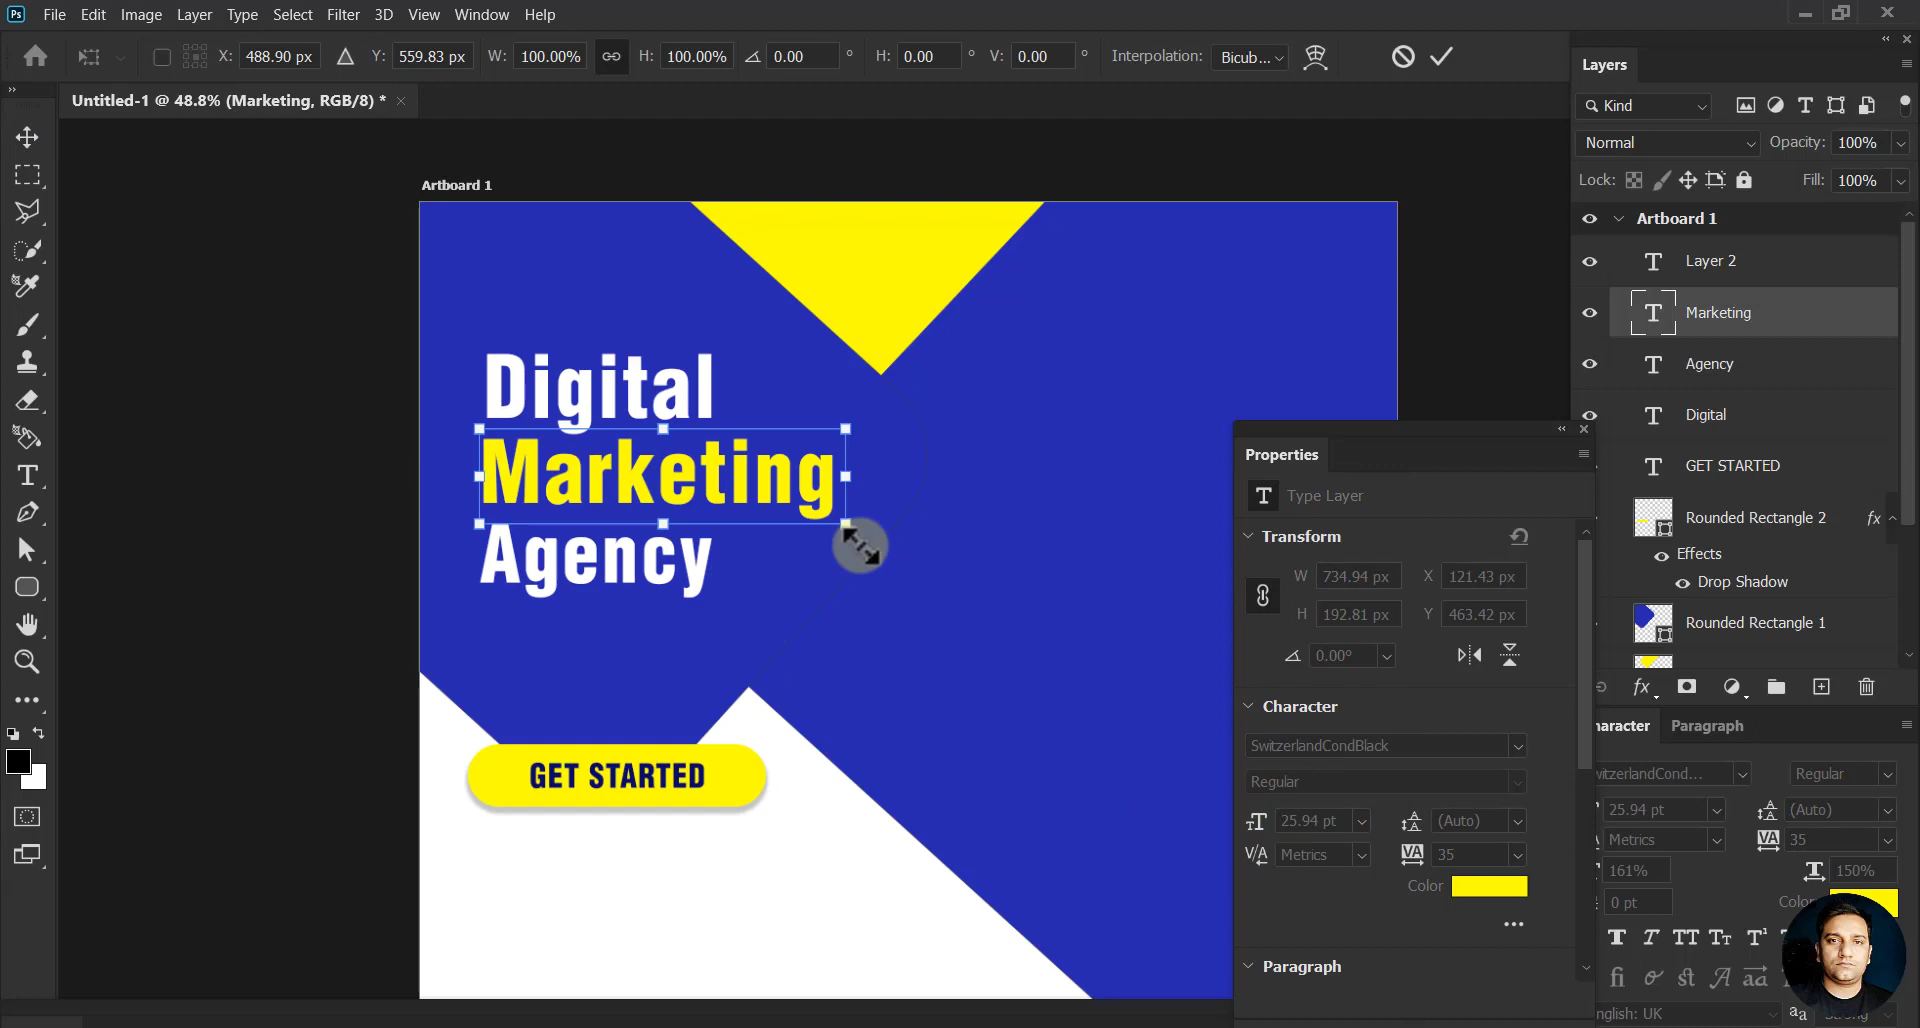 Ps File Edit Image Layer Type Select Filter 3D View Window Help
X: 488.90 px Y: 559.83 px W: 100.00% H: 100.00% 0.00 ° H: 0.00 ° V: 0.00 ° Interpolation: Bicub...
Untitled-1 @ 48.8% (Marketing, RGB/8) *
Artboard 1
Digital
Marketing
Agency
GET STARTED
Properties
T Type Layer
Transform
W 734.94 px X 121.43 px
H 192.81 px Y 463.42 px
0.00°
Character
SwitzerlandCondBlack
Regular
25.94 pt (Auto)
Metrics 35
Color
Paragraph
Layers
Kind
Normal Opacity: 100%
Lock: Fill: 100%
Artboard 1
T Layer 2
T Marketing
T Agency
T Digital
T GET STARTED
Rounded Rectangle 2 fx
Effects
Drop Shadow
Rounded Rectangle 1
fx
haracter Paragraph
witzerlandCond... Regular
25.94 pt (Auto)
Metrics 35
161% 150%
0 pt Color
nglish: UK